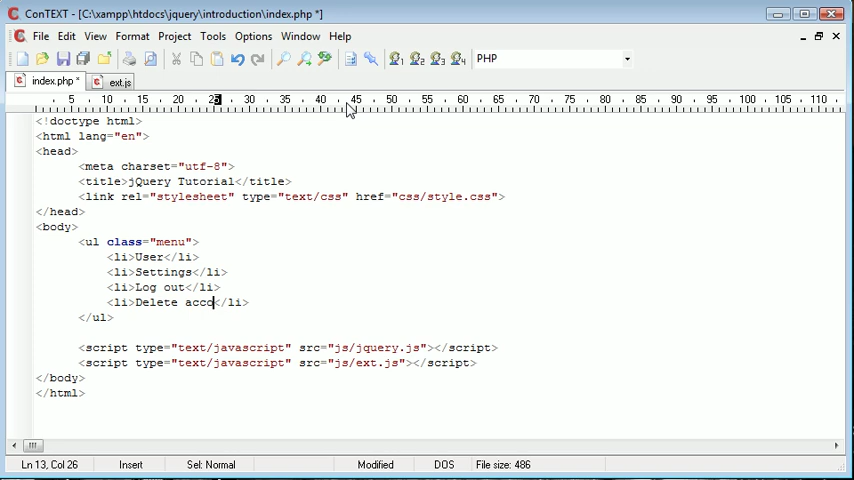 ConTEXT - [C:\xampp\htdocs\jquery\introduction\index.php *]
File Edit View Format Project Tools Options Window Help
PHP
index.php * ext.js
5 10 15 20 25 30 35 40 45 50 55 60 65 70 75 80 85 90 95 100 105 110
<!doctype html>
<html lang="en">
<head>
<meta charset="utf-8">
<title>jQuery Tutorial</title>
<link rel="stylesheet" type="text/css" href="css/style.css">
</head>
<body>
<ul class="menu">
<li>User</li>
<li>Settings</li>
<li>Log out</li>
<li>Delete acco</li>
</ul>
<script type="text/javascript" src="js/jquery.js"></script>
<script type="text/javascript" src="js/ext.js"></script>
</body>
</html>
Ln 13, Col 26 Insert Sel: Normal Modified DOS File size: 486